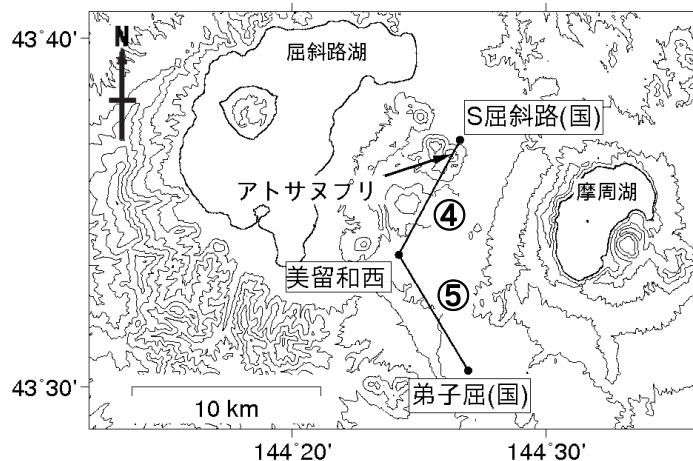 43°40'
N
屈斜路湖
S屈斜路(国)
アトサヌプリ
摩周湖
④
美留和西
⑤
43°30'
10 km
弟子屈(国)
144°20'
144°30'